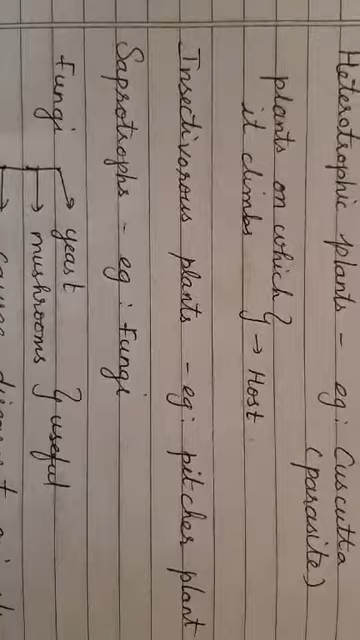 Heterotrophic plants - eg: Cuscutta
(parasite)
plants on which } → Host
it climbs
Insectivorous plants - eg: pitcher plant
Saprotrophs - eg: Fungi
Fungi → yeast } useful
→ mushrooms
→